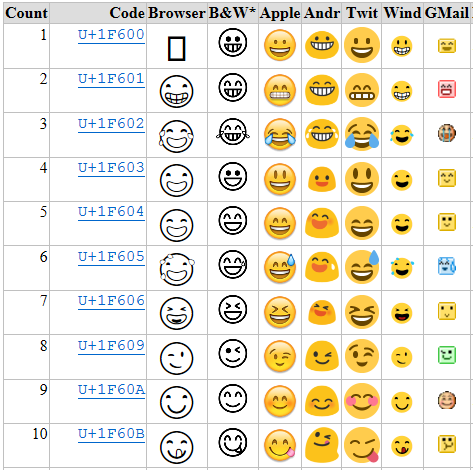 Count Code Browser B&W* Apple Andr Twit Wind GMail
1 U+1F600
2 U+1F601
3 U+1F602
4 U+1F603
5 U+1F604
6 U+1F605
7 U+1F606
8 U+1F609
9 U+1F60A
10 U+1F60B